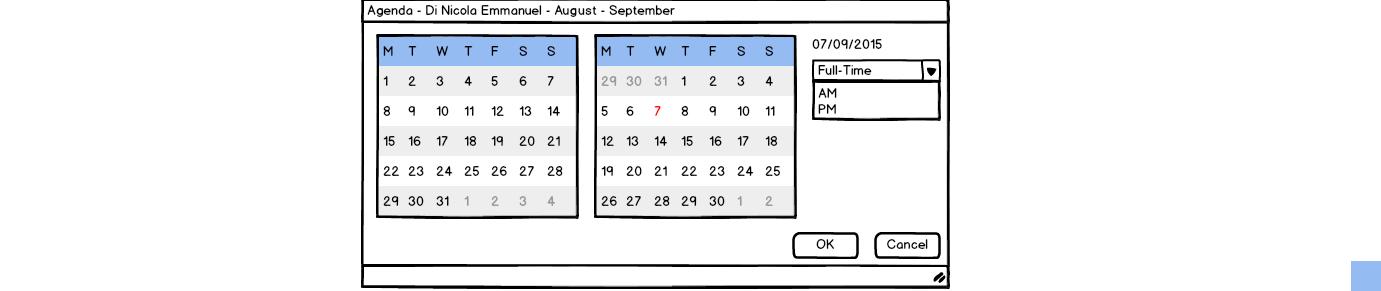 Agenda - Di Nicola Emmanuel - August - September
M T W T F S S
1 2 3 4 5 6 7
8 9 10 11 12 13 14
15 16 17 18 19 20 21
22 23 24 25 26 27 28
29 30 31 1 2 3 4
M T W T F S S
29 30 31 1 2 3 4
5 6 7 8 9 10 11
12 13 14 15 16 17 18
19 20 21 22 23 24 25
26 27 28 29 30 1 2
07/09/2015
Full-Time
AM
PM
OK
Cancel